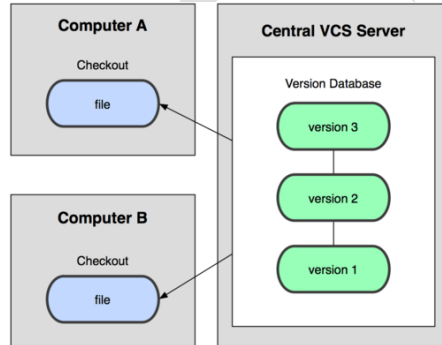 Computer A
Checkout
file
Central VCS Server
Version Database
version 3
version 2
version 1
Computer B
Checkout
file